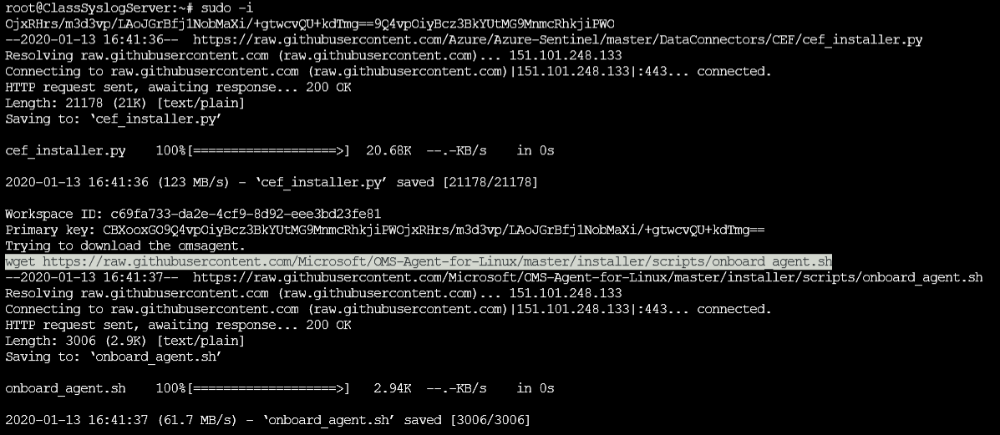 root@ClassSyslogServer:~# sudo -i
OjxRHrs/m3d3vp/LAoJGrBfj1NobMaXi/+gtwcvQU+kdTmg==9Q4vpOiyBcz3BkYUtMG9MnmcRhkjiPWO
--2020-01-13 16:41:36--  https://raw.githubusercontent.com/Azure/Azure-Sentinel/master/DataConnectors/CEF/cef_installer.py
Resolving raw.githubusercontent.com (raw.githubusercontent.com)... 151.101.248.133
Connecting to raw.githubusercontent.com (raw.githubusercontent.com)|151.101.248.133|:443... connected.
HTTP request sent, awaiting response... 200 OK
Length: 21178 (21K) [text/plain]
Saving to: ‘cef_installer.py’
cef_installer.py    100%[===================>]  20.68K  --.-KB/s    in 0s
2020-01-13 16:41:36 (123 MB/s) - ‘cef_installer.py’ saved [21178/21178]
Workspace ID: c69fa733-da2e-4cf9-8d92-eee3bd23fe81
Primary key: CBXooxGO9Q4vpOiyBcz3BkYUtMG9MnmcRhkjiPWOjxRHrs/m3d3vp/LAoJGrBfj1NobMaXi/+gtwcvQU+kdTmg==
Trying to download the omsagent.
wget https://raw.githubusercontent.com/Microsoft/OMS-Agent-for-Linux/master/installer/scripts/onboard_agent.sh
--2020-01-13 16:41:37--  https://raw.githubusercontent.com/Microsoft/OMS-Agent-for-Linux/master/installer/scripts/onboard_agent.sh
Resolving raw.githubusercontent.com (raw.githubusercontent.com)... 151.101.248.133
Connecting to raw.githubusercontent.com (raw.githubusercontent.com)|151.101.248.133|:443... connected.
HTTP request sent, awaiting response... 200 OK
Length: 3006 (2.9K) [text/plain]
Saving to: ‘onboard_agent.sh’
onboard_agent.sh    100%[===================>]   2.94K  --.-KB/s    in 0s
2020-01-13 16:41:37 (61.7 MB/s) - ‘onboard_agent.sh’ saved [3006/3006]